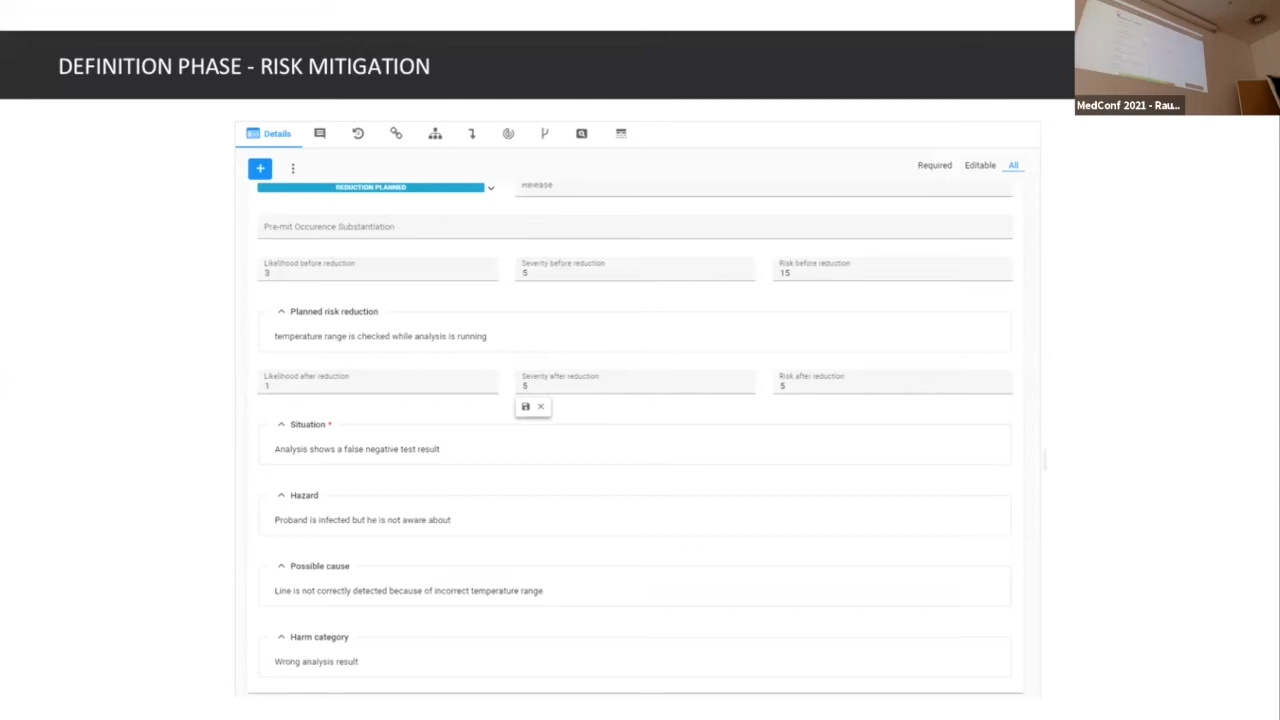 DEFINITION PHASE - RISK MITIGATION
MedConf 2021 - Rau...
Details
Required Editable All
REDUCTION PLANNED
Release
Pre-mit Occurence Substantiation
Likelihood before reduction Severity before reduction Risk before reduction
3 5 15
Planned risk reduction
temperature range is checked while analysis is running
Likelihood after reduction Severity after reduction Risk after reduction
1 5 5
Situation *
Analysis shows a false negative test result
Hazard
Proband is infected but he is not aware about
Possible cause
Line is not correctly detected because of incorrect temperature range
Harm category
Wrong analysis result